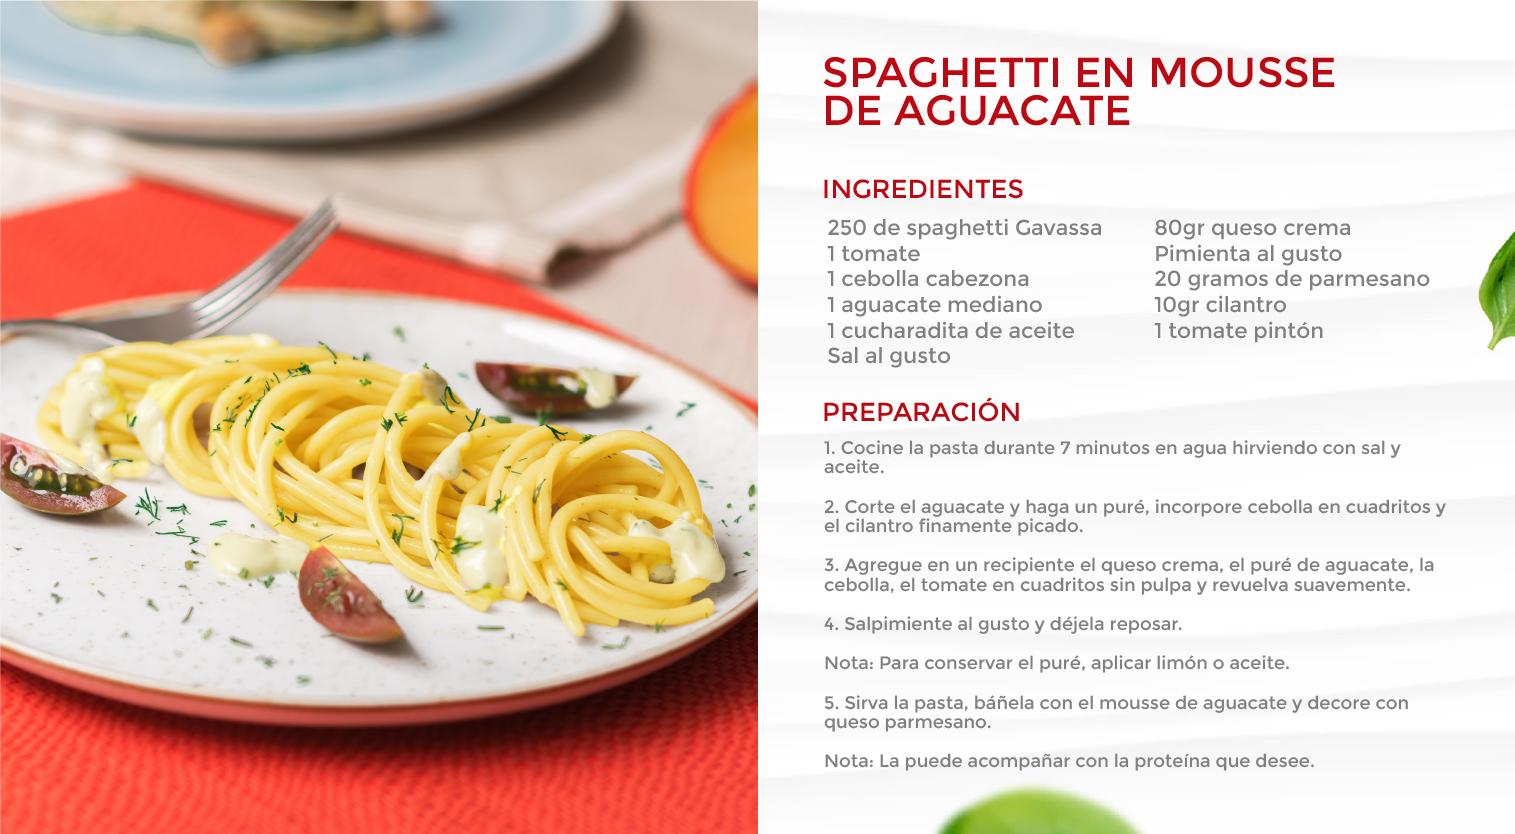 SPAGHETTI EN MOUSSE
DE AGUACATE
INGREDIENTES
250 de spaghetti Gavassa
1 tomate
1 cebolla cabezona
1 aguacate mediano
1 cucharadita de aceite
Sal al gusto
80gr queso crema
Pimienta al gusto
20 gramos de parmesano
10gr cilantro
1 tomate pintón
PREPARACIÓN
1. Cocine la pasta durante 7 minutos en agua hirviendo con sal y
aceite.
2. Corte el aguacate y haga un puré, incorpore cebolla en cuadritos y
el cilantro finamente picado.
3. Agregue en un recipiente el queso crema, el puré de aguacate, la
cebolla, el tomate en cuadritos sin pulpa y revuelva suavemente.
4. Salpimiente al gusto y déjela reposar.
Nota: Para conservar el puré, aplicar limón o aceite.
5. Sirva la pasta, báñela con el mousse de aguacate y decore con
queso parmesano.
Nota: La puede acompañar con la proteína que desee.